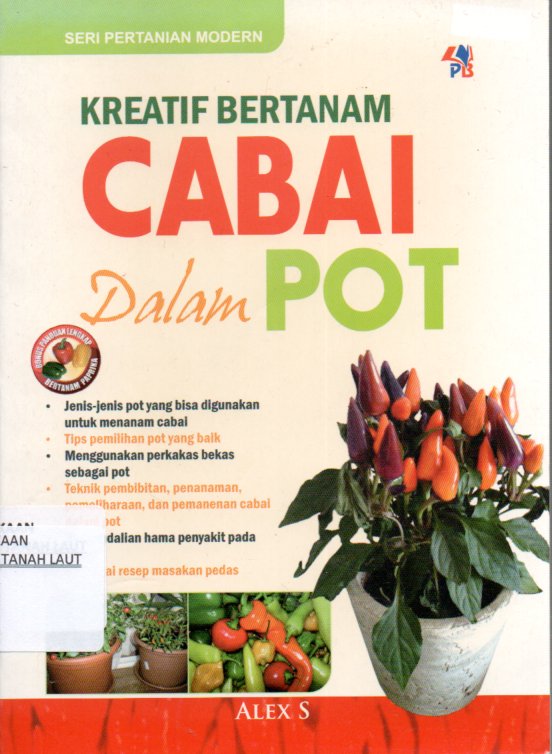 SERI PERTANIAN MODERN
PB
KREATIF BERTANAM
CABAI
Dalam POT
BONUS PANDUAN LENGKAP
BERTANAM PAPRIKA
• Jenis-jenis pot yang bisa digunakan
untuk menanam cabai
• Tips pemilihan pot yang baik
• Menggunakan perkakas bekas
sebagai pot
• Teknik pembibitan, penanaman,
pemeliharaan, dan pemanenan cabai
pot
dalian hama penyakit pada
ai resep masakan pedas
KAAN
AAN
TANAH LAUT
ALEX S